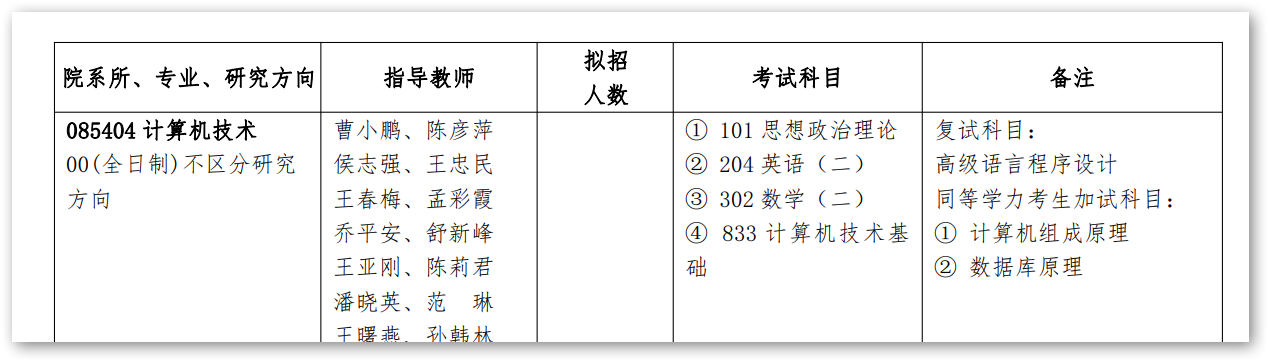 院系所、专业、研究方向
指导教师
拟招
人数
考试科目
备注
085404 计算机技术
00(全日制)不区分研究
方向
曹小鹏、陈彦萍
侯志强、王忠民
王春梅、孟彩霞
乔平安、舒新峰
王亚刚、陈莉君
潘晓英、范 琳
王曙燕、孙韩林
① 101 思想政治理论
② 204 英语（二）
③ 302 数学（二）
④ 833 计算机技术基
础
复试科目：
高级语言程序设计
同等学力考生加试科目：
① 计算机组成原理
② 数据库原理